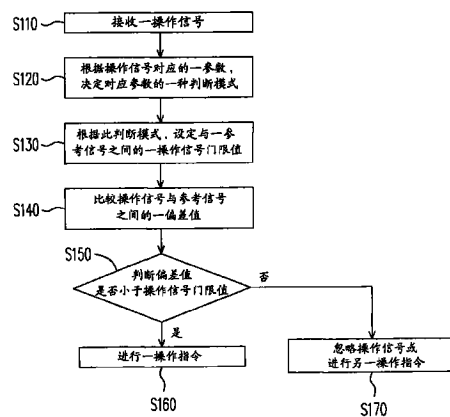 S110
接收一操作信号
S120
根据操作信号对应的一参数，
决定对应参数的一种判断模式
S130
根据此判断模式，设定与一参
考信号之间的一操作信号门限值
S140
比较操作信号与参考信号
之间的一偏差值
S150
判断偏差值
是否小于操作信号门限值
否
是
进行一操作指令
忽略操作信号或
进行另一操作指令
S160
S170